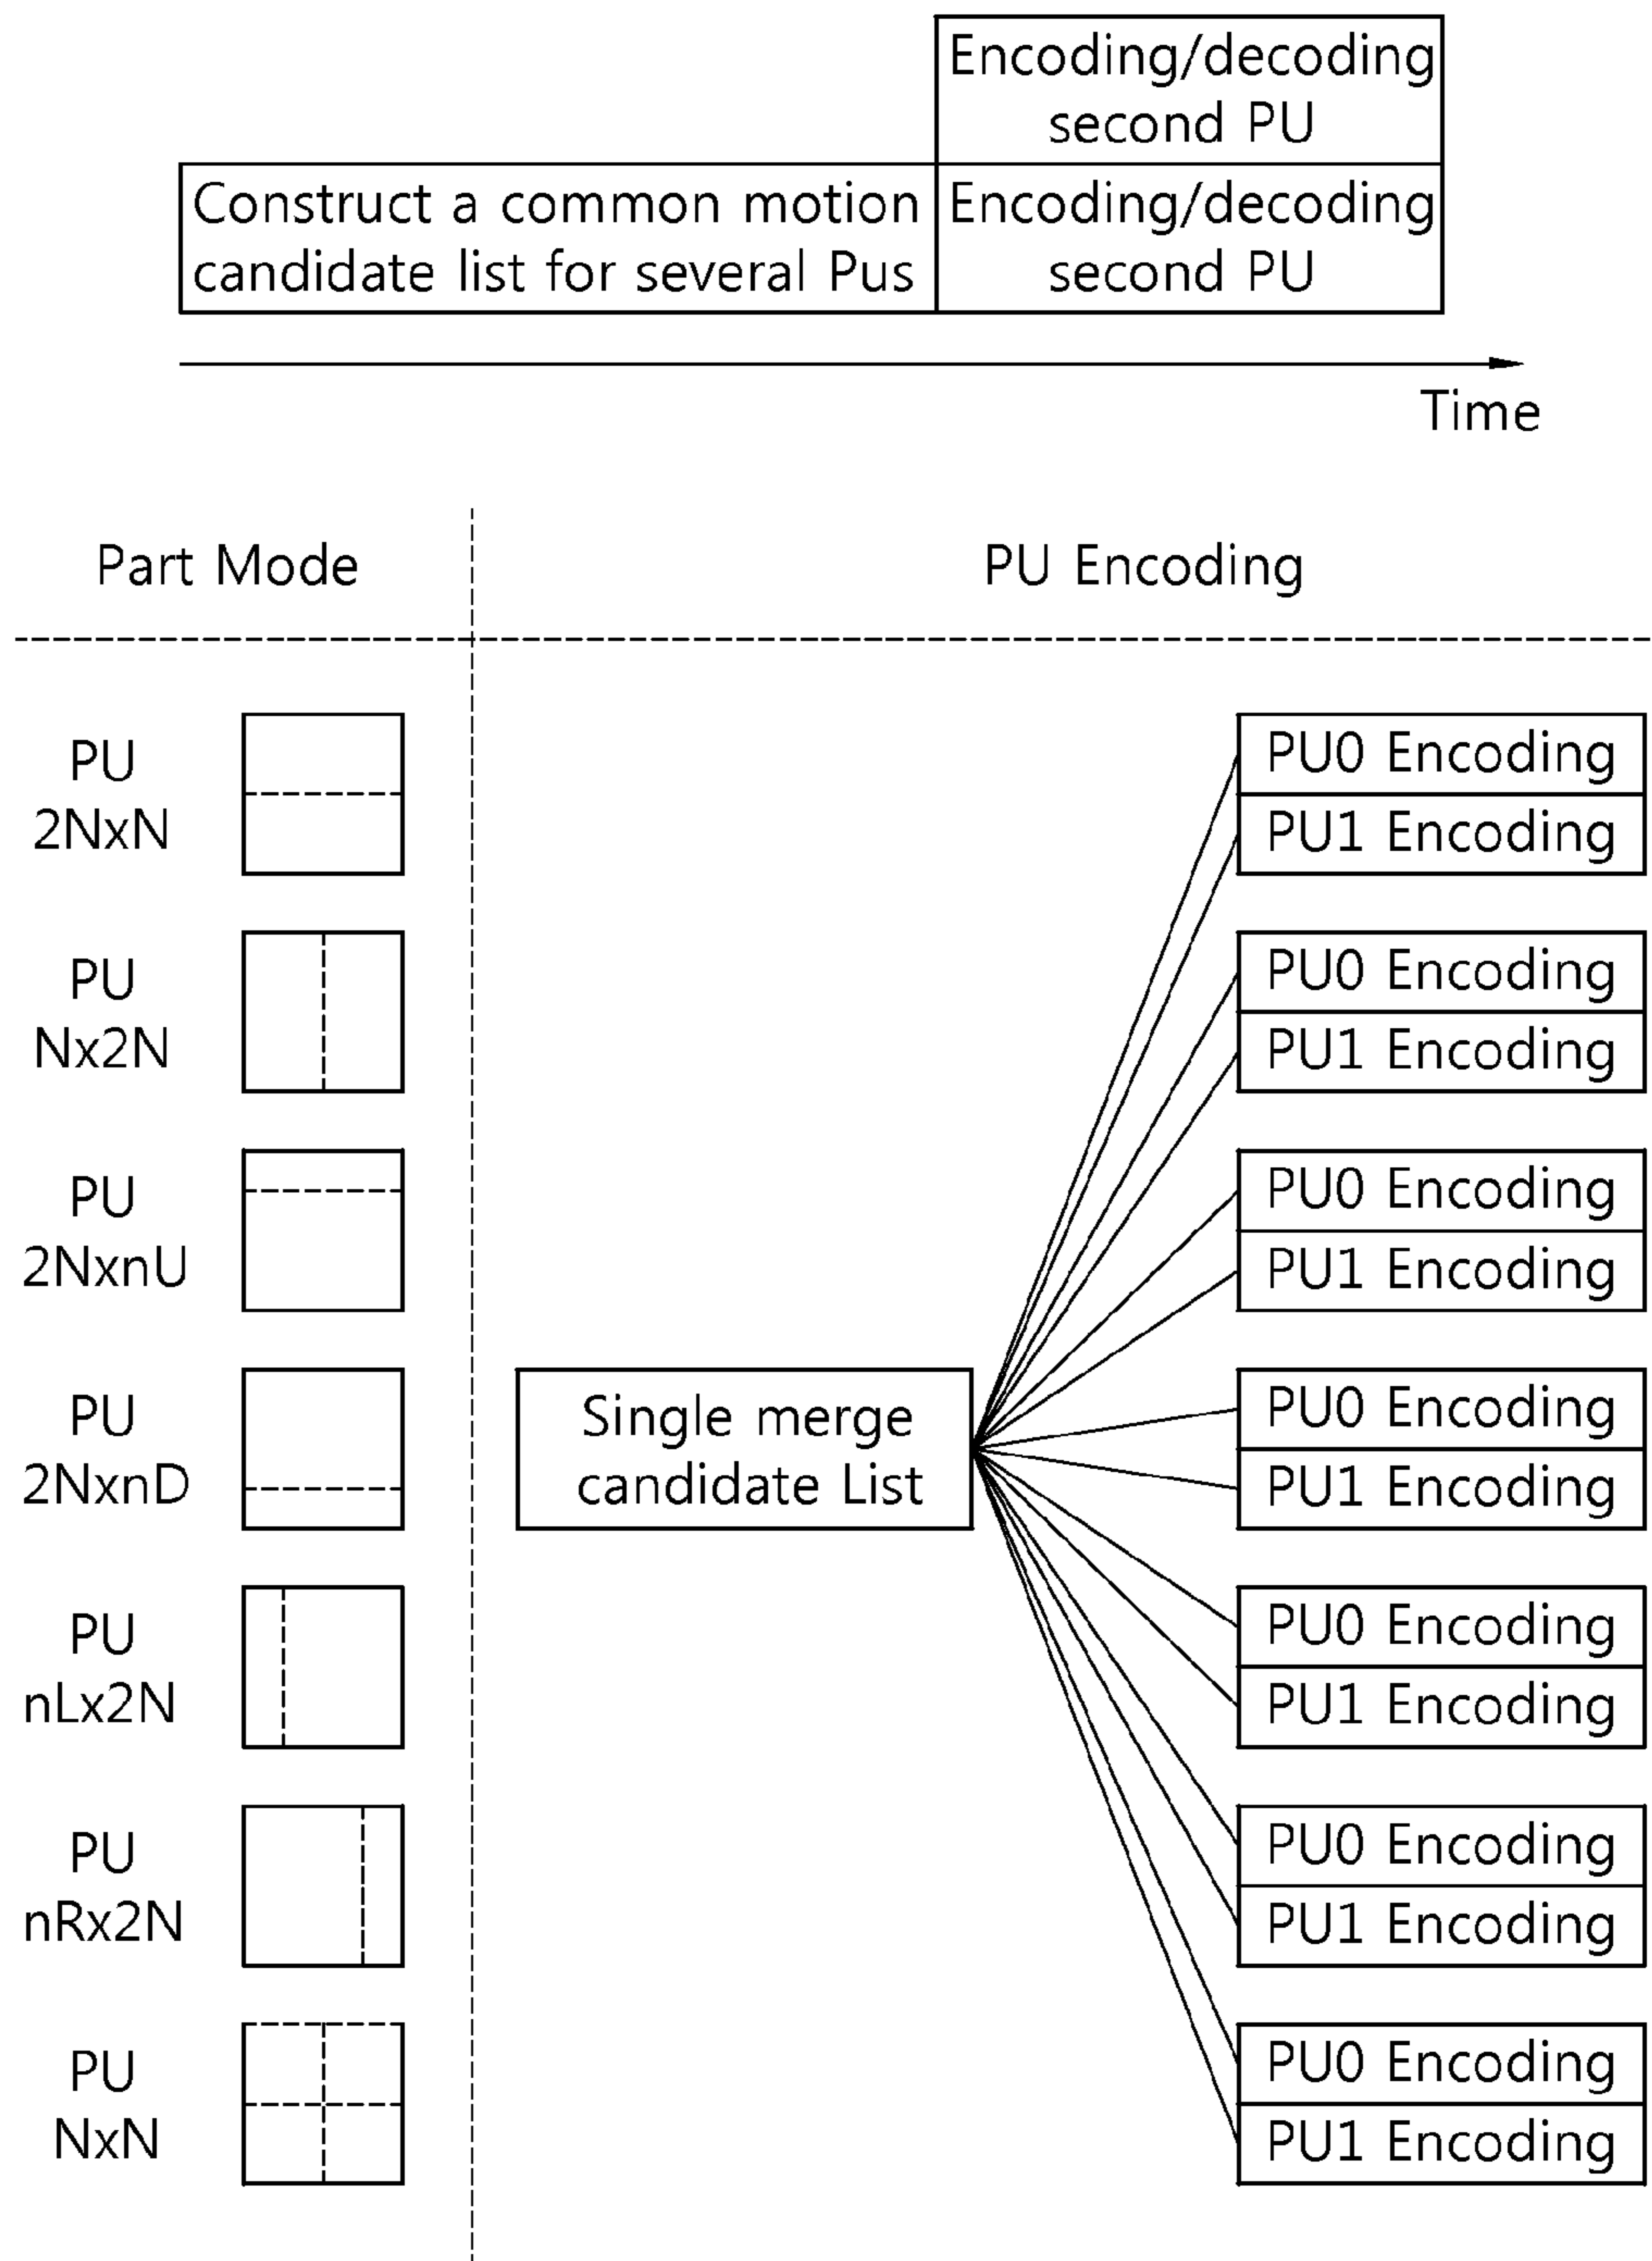 Encoding/decoding
second PU
Construct a common motion
candidate list for several Pus
Encoding/decoding
second PU
Time
Part Mode
PU Encoding
PU
2NxN
PU0 Encoding
PU1 Encoding
PU
Nx2N
PU0 Encoding
PU1 Encoding
PU
2NxnU
PU0 Encoding
PU1 Encoding
PU
2NxnD
Single merge
candidate List
PU0 Encoding
PU1 Encoding
PU
nLx2N
PU0 Encoding
PU1 Encoding
PU
nRx2N
PU0 Encoding
PU1 Encoding
PU
NxN
PU0 Encoding
PU1 Encoding